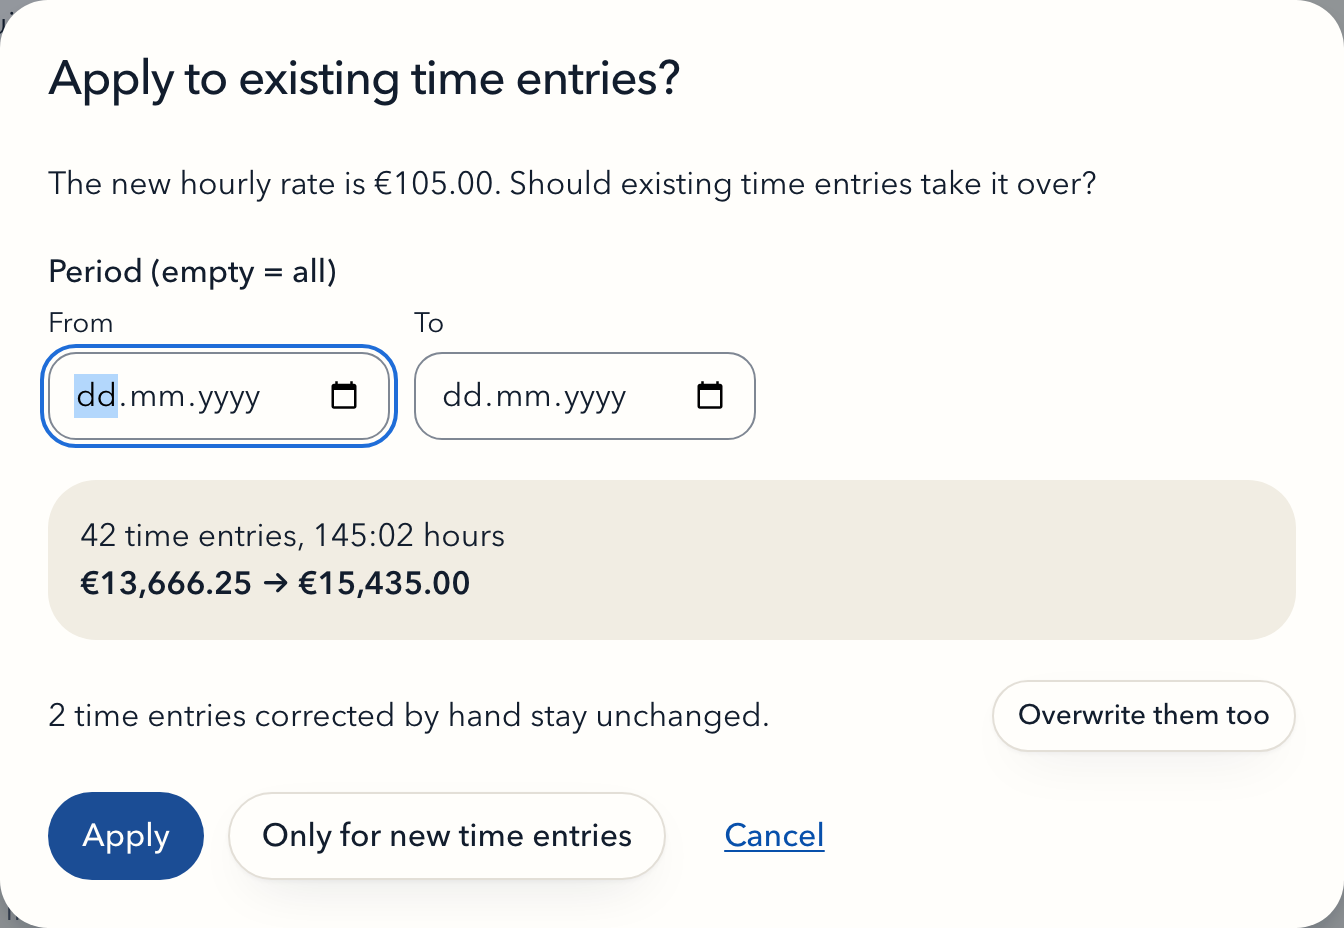 Apply to existing time entries?
The new hourly rate is €105.00. Should existing time entries take it over?
Period (empty = all)
From To
dd.mm.yyyy dd.mm.yyyy
42 time entries, 145:02 hours
€13,666.25 → €15,435.00
2 time entries corrected by hand stay unchanged. Overwrite them too
Apply Only for new time entries Cancel